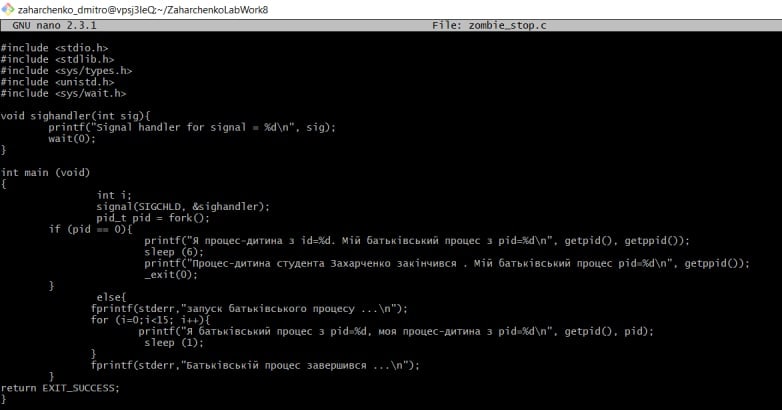 zaharchenko_dmitro@vpsj3leQ:~/ZaharchenkoLabWork8
GNU nano 2.3.1 File: zombie_stop.c
#include <stdio.h>
#include <stdlib.h>
#include <sys/types.h>
#include <unistd.h>
#include <sys/wait.h>
void sighandler(int sig){
printf("Signal handler for signal = %d\n", sig);
wait(0);
}
int main (void)
{
int i;
signal(SIGCHLD, &sighandler);
pid_t pid = fork();
if (pid == 0){
printf("Я процес-дитина з id=%d. Мій батьківський процес з pid=%d\n", getpid(), getppid());
sleep (6);
printf("Процес-дитина студента Захарченко закінчився . Мій батьківський процес pid=%d\n", getppid());
_exit(0);
}
else{
fprintf(stderr,"запуск батьківського процесу ...\n");
for (i=0;i<15; i++){
printf("Я батьківський процес з pid=%d, моя процес-дитина з pid=%d\n", getpid(), pid);
sleep (1);
}
fprintf(stderr,"Батьківській процес завершився ...\n");
}
return EXIT_SUCCESS;
}